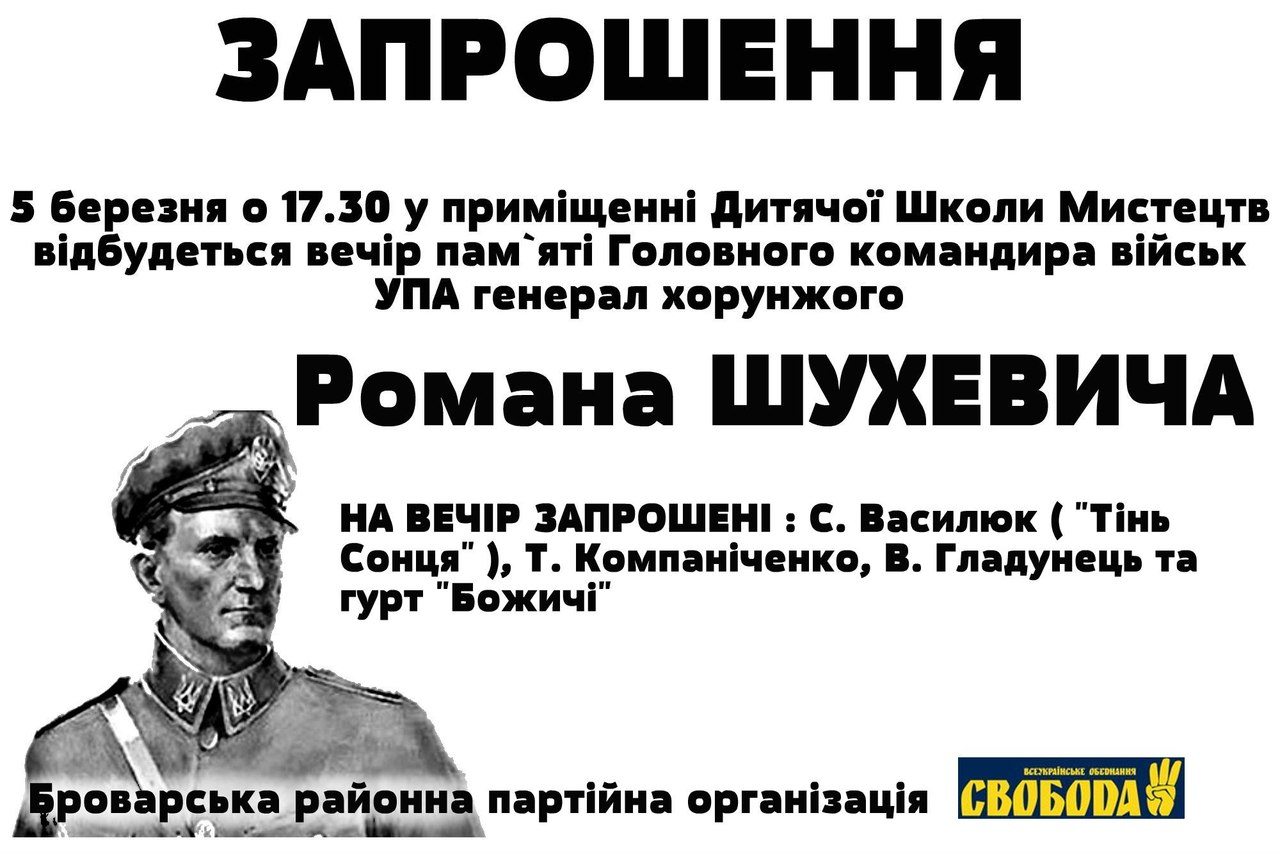 ЗАПРОШЕННЯ
5 березня о 17.30 у приміщенні Дитячої Школи Мистецтв
відбудеться вечір пам`яті Головного командира військ
УПА генерал хорунжого
Романа ШУХЕВИЧА
НА ВЕЧІР ЗАПРОШЕНІ : С. Василюк ( "Тінь
Сонця" ), Т. Компаніченко, В. Гладунець та
гурт "Божичі"
Броварська районна партійна організація
ВСЕУКРАЇНСЬКЕ ОБЄДНАННЯ
СВОБОДА